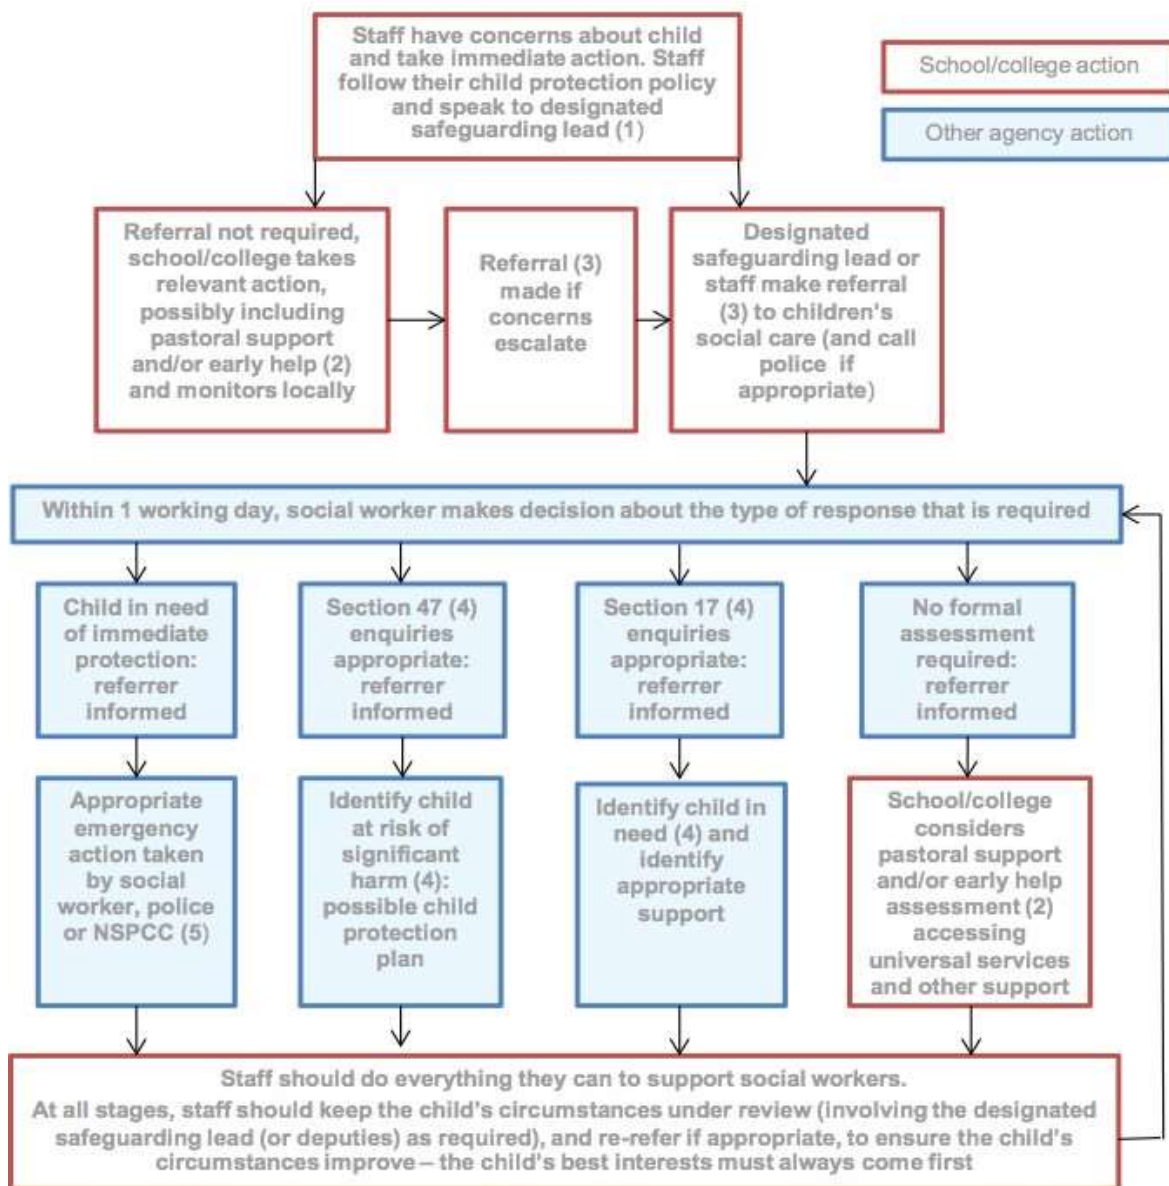 Staff have concerns about child
and take immediate action. Staff
follow their child protection policy
and speak to designated
safeguarding lead (1)
School/college action
Other agency action
Referral not required,
school/college takes
relevant action,
possibly including
pastoral support
and/or early help (2)
and monitors locally
Referral (3)
made if
concerns
escalate
Designated
safeguarding lead or
staff make referral
(3) to children's
social care (and call
police if
appropriate)
Within 1 working day, social worker makes decision about the type of response that is required
Child in need
of immediate
protection:
referrer
informed
Section 47 (4)
enquiries
appropriate:
referrer
informed
Section 17 (4)
enquiries
appropriate:
referrer
informed
No formal
assessment
required:
referrer
informed
Appropriate
emergency
action taken
by social
worker, police
or NSPCC (5)
Identify child
at risk of
significant
harm (4):
possible child
protection
plan
Identify child in
need (4) and
identify
appropriate
support
School/college
considers
pastoral support
and/or early help
assessment (2)
accessing
universal services
and other support
Staff should do everything they can to support social workers.
At all stages, staff should keep the child's circumstances under review (involving the designated
safeguarding lead (or deputies) as required), and re-refer if appropriate, to ensure the child's
circumstances improve – the child's best interests must always come first